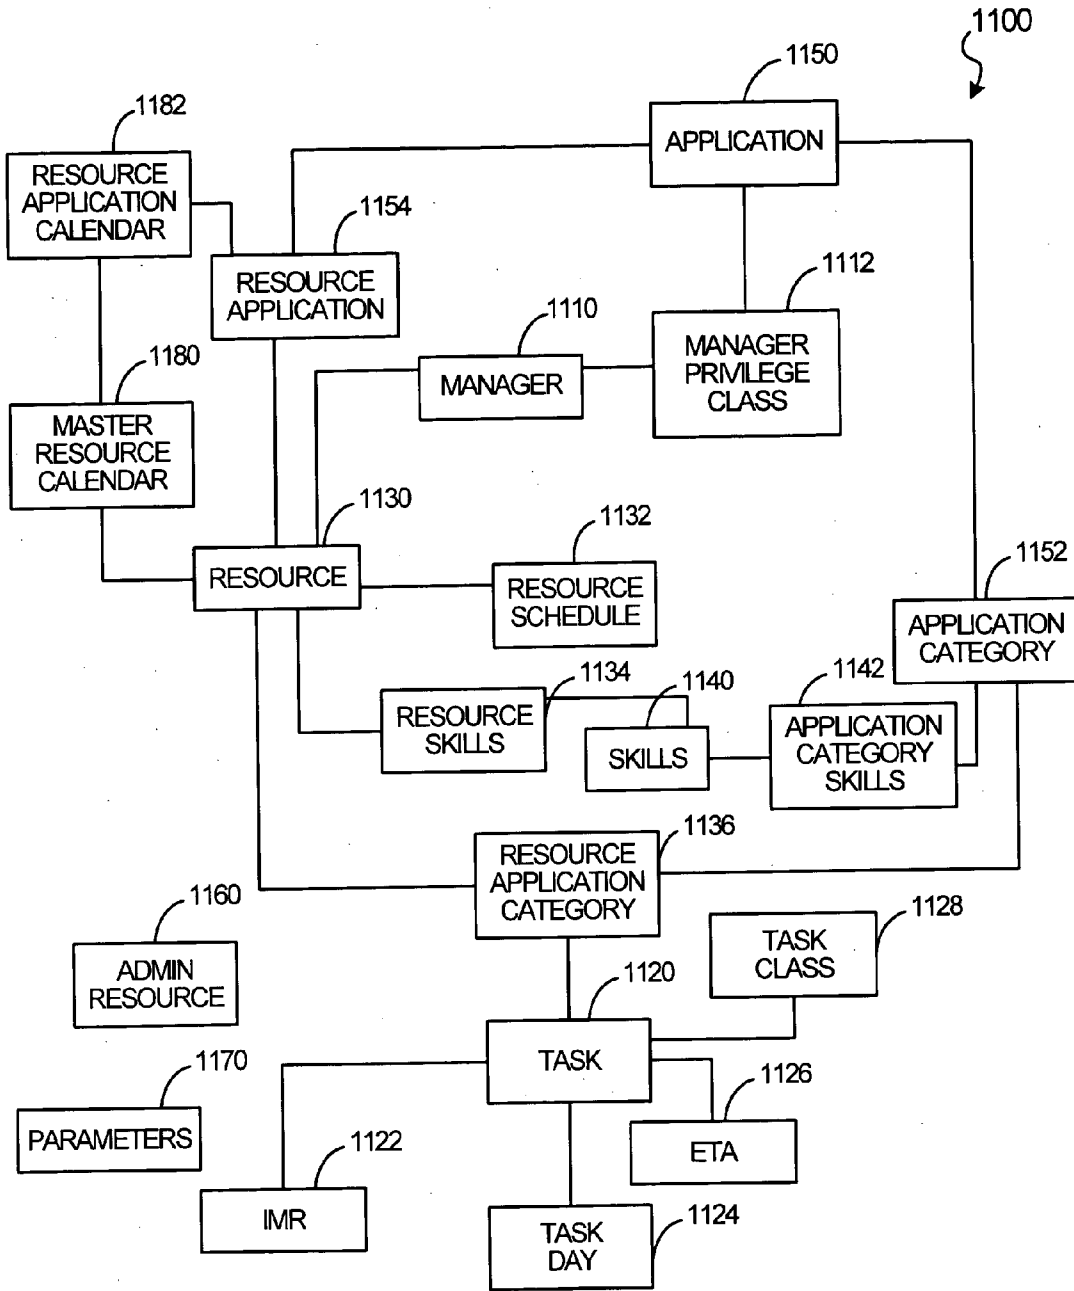 1100
1150
APPLICATION
1182
RESOURCE
APPLICATION
CALENDAR
1154
RESOURCE
APPLICATION
1112
MANAGER
PRIVILEGE
CLASS
1110
MANAGER
1180
MASTER
RESOURCE
CALENDAR
1130
RESOURCE
1132
RESOURCE
SCHEDULE
1152
APPLICATION
CATEGORY
1134
RESOURCE
SKILLS
1140
SKILLS
1142
APPLICATION
CATEGORY
SKILLS
1136
RESOURCE
APPLICATION
CATEGORY
1160
ADMIN
RESOURCE
1128
TASK
CLASS
1120
TASK
1170
PARAMETERS
1126
ETA
1122
IMR
1124
TASK
DAY